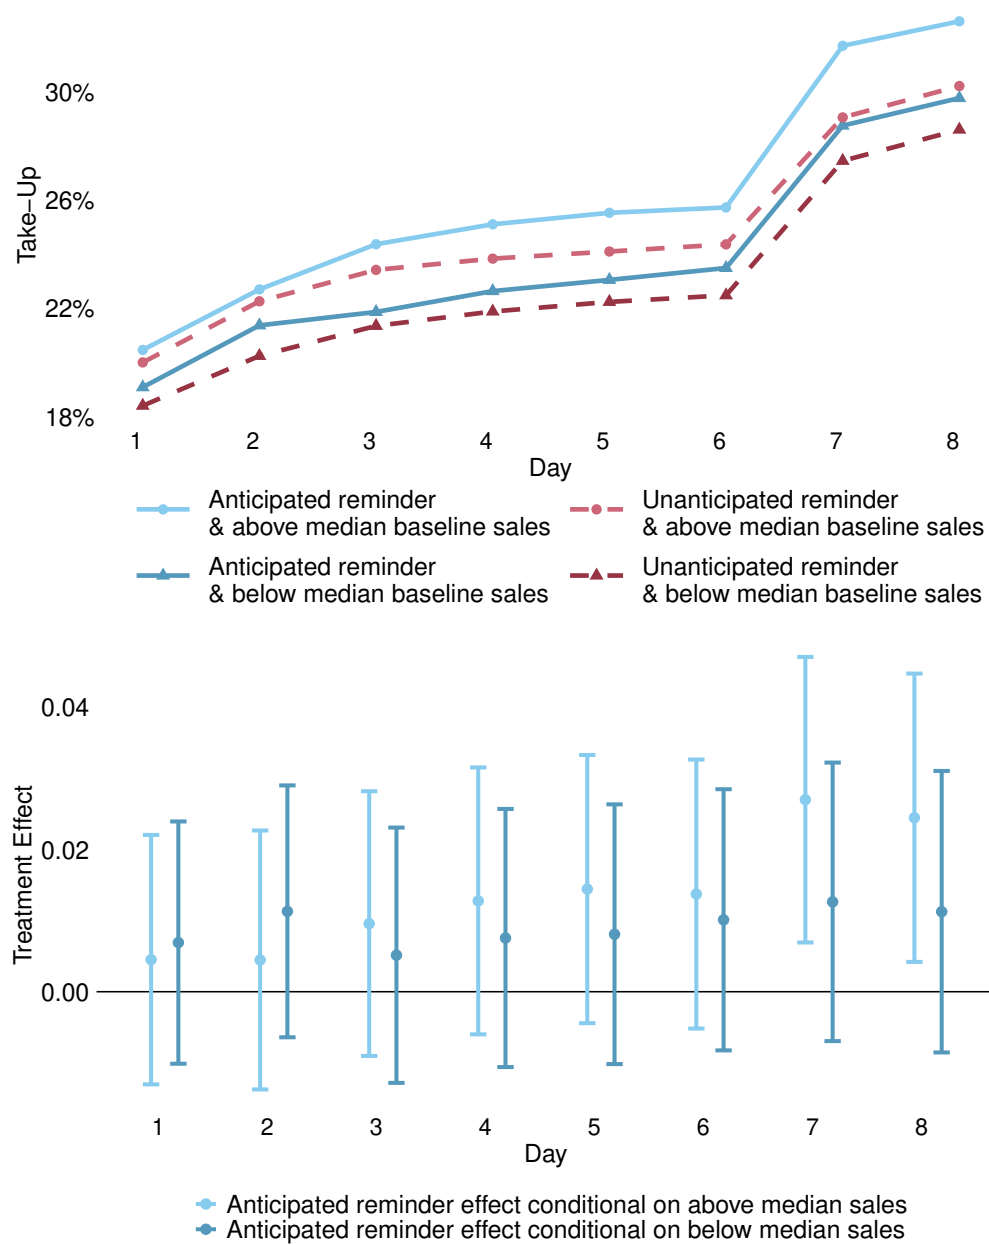 30%
26%
22%
18%
Take−Up
1 2 3 4 5 6 7 8
Day
Anticipated reminder
& above median baseline sales
Unanticipated reminder
& above median baseline sales
Anticipated reminder
& below median baseline sales
Unanticipated reminder
& below median baseline sales
0.04
0.02
0.00
Treatment Effect
1 2 3 4 5 6 7 8
Day
Anticipated reminder effect conditional on above median sales
Anticipated reminder effect conditional on below median sales